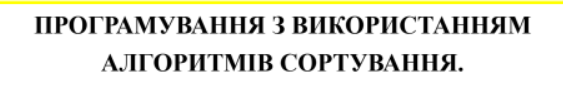 ПРОГРАМУВАННЯ З ВИКОРИСТАННЯМ
АЛГОРИТМІВ СОРТУВАННЯ.